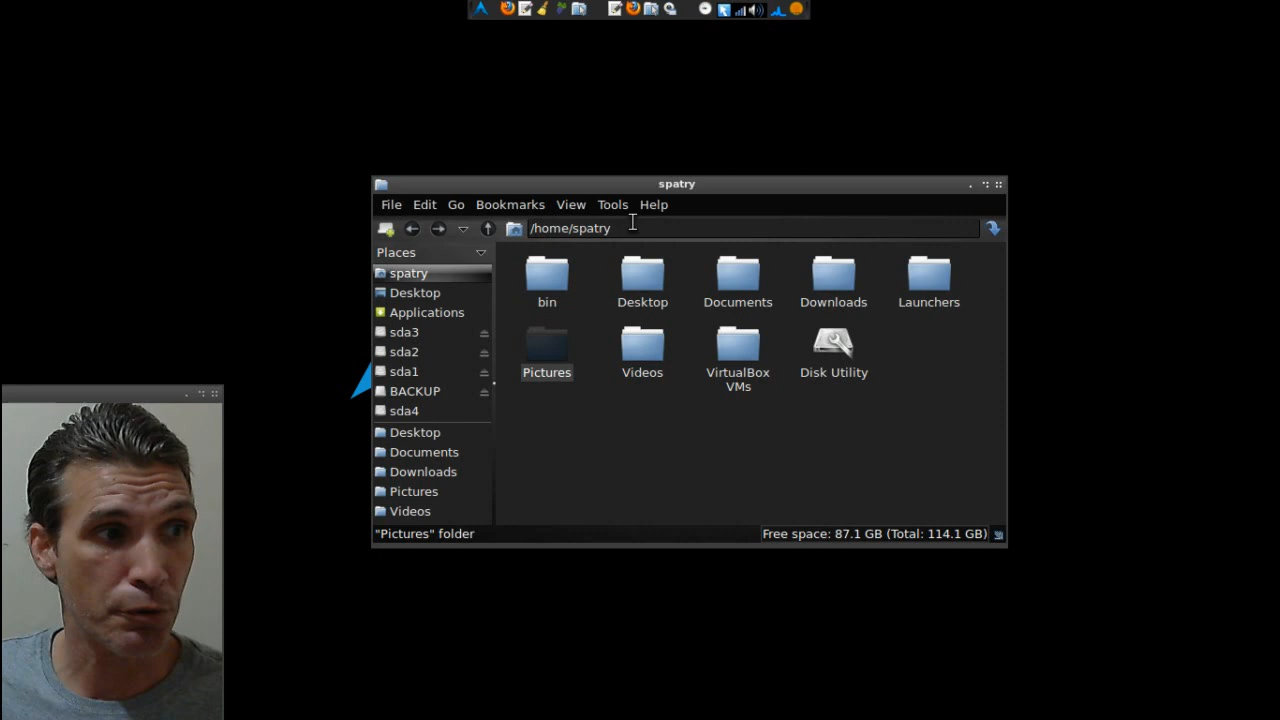 spatry
File Edit Go Bookmarks View Tools Help
/home/spatry
Places
spatry
Desktop
Applications
sda3
sda2
sda1
BACKUP
sda4
Desktop
Documents
Downloads
Pictures
Videos
bin Desktop Documents Downloads Launchers
Pictures Videos VirtualBox Disk Utility
VMs
"Pictures" folder Free space: 87.1 GB (Total: 114.1 GB)